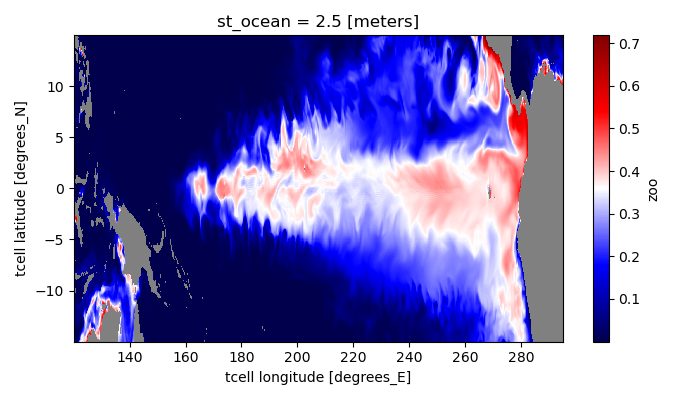 st_ocean = 2.5 [meters]
tcell latitude [degrees_N]
10
5
0
−5
−10
140 160 180 200 220 240 260 280
tcell longitude [degrees_E]
0.7
0.6
0.5
0.4
0.3
0.2
0.1
zoo